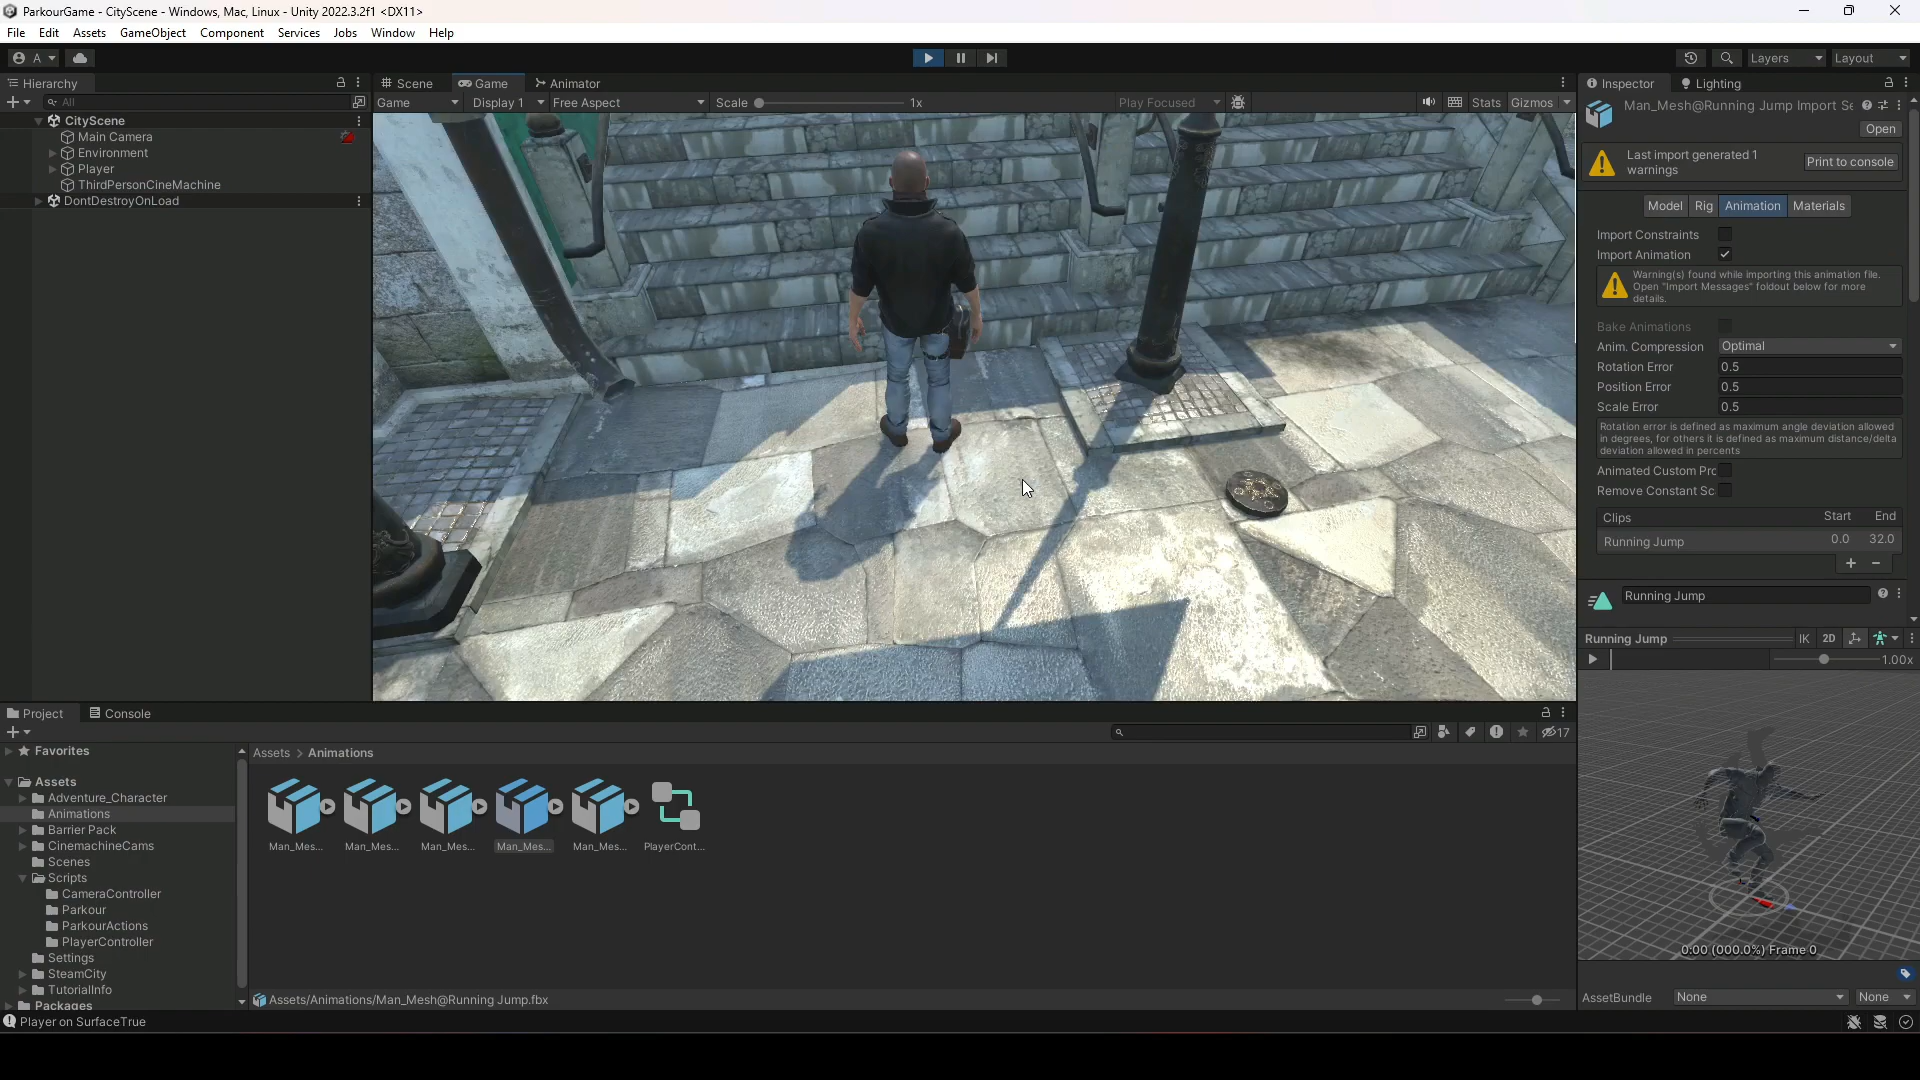 ParkourGame - CityScene - Windows, Mac, Linux - Unity 2022.3.2f1 <DX11>
File Edit Assets GameObject Component Services Jobs Window Help
A Layers Layout
Hierarchy
All
CityScene
Main Camera
Environment
Player
ThirdPersonCineMachine
DontDestroyOnLoad
Scene Game Animator
Game Display 1 Free Aspect Scale 1x Play Focused Stats Gizmos
Inspector Lighting
Man_Mesh@Running Jump Import Se
Open
Last import generated 1
warnings
Print to console
Model Rig Animation Materials
Import Constraints
Import Animation
Warning(s) found while importing this animation file.
Open "Import Messages" foldout below for more
details.
Bake Animations
Anim. Compression Optimal
Rotation Error 0.5
Position Error 0.5
Scale Error 0.5
Rotation error is defined as maximum angle deviation allowed
in degrees, for others it is defined as maximum distance/delta
deviation allowed in percents
Animated Custom Prc
Remove Constant Sc
Clips Start End
Running Jump 0.0 32.0
Running Jump
Running Jump IK 2D
1.00x
0:00 (000.0%) Frame 0
AssetBundle None None
Project Console
17
Favorites
Assets
Adventure_Character
Animations
Barrier Pack
CinemachineCams
Scenes
Scripts
CameraController
Parkour
ParkourActions
PlayerController
Settings
SteamCity
TutorialInfo
Packages
Assets > Animations
Man_Mes... Man_Mes... Man_Mes... Man_Mes... Man_Mes... PlayerCont...
Assets/Animations/Man_Mesh@Running Jump.fbx
Player on SurfaceTrue